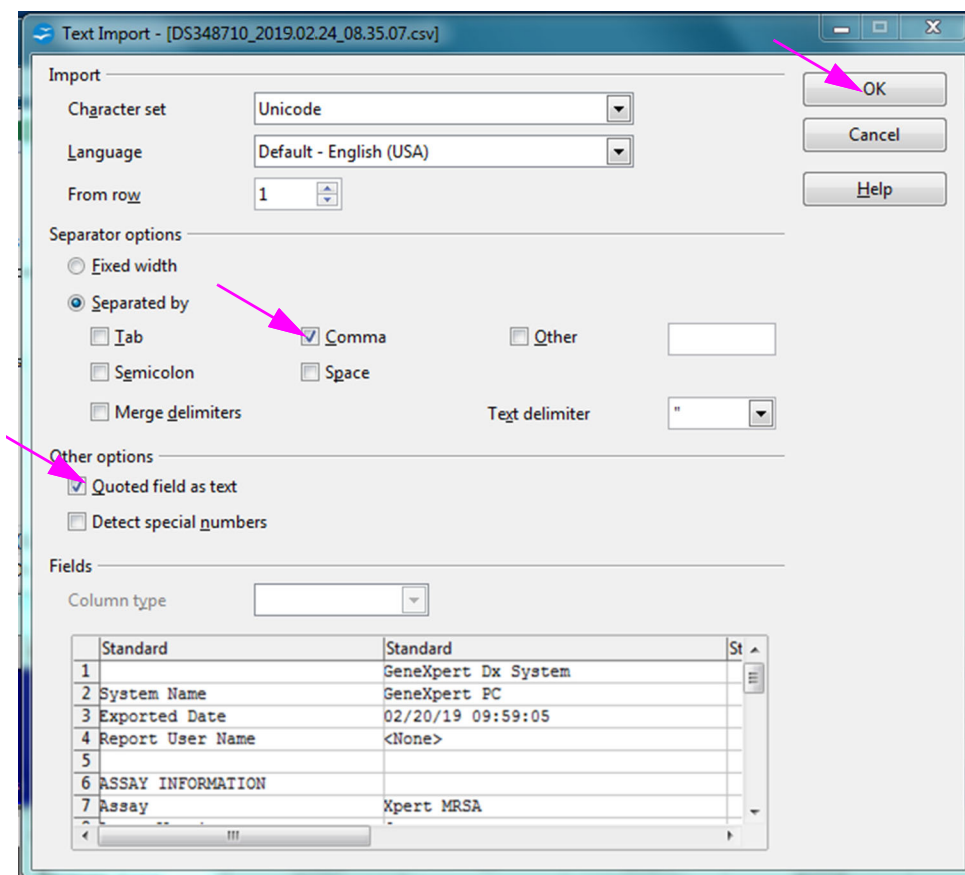 Text Import - [DS348710_2019.02.24_08.35.07.csv]
Import
OK
Character set Unicode
Cancel
Language Default - English (USA)
From row 1
Help
Separator options
Fixed width
Separated by
Tab Comma Other
Semicolon Space
Merge delimiters Text delimiter "
Other options
Quoted field as text
Detect special numbers
Fields
Column type
Standard Standard St
1 GeneXpert Dx System
2 System Name GeneXpert PC
3 Exported Date 02/20/19 09:59:05
4 Report User Name <None>
5
6 ASSAY INFORMATION
7 Assay Xpert MRSA